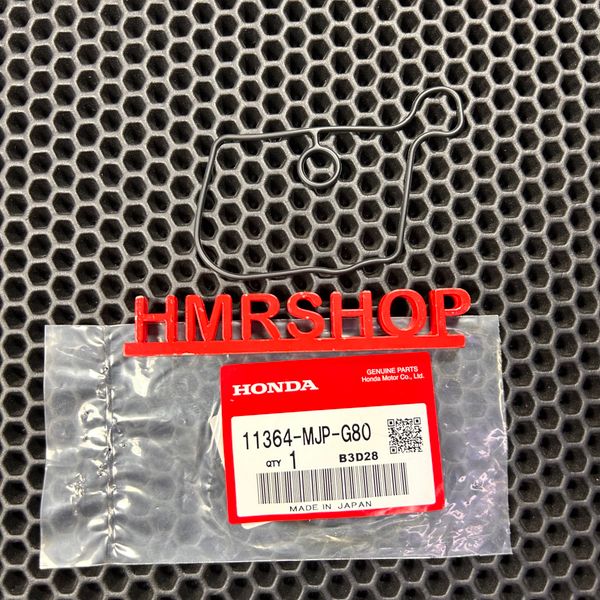 HMRSHOP
HONDA
GENUINE PARTS
Honda Motor Co., Ltd.
11364-MJP-G80
QTY 1 B3D28
MADE IN JAPAN